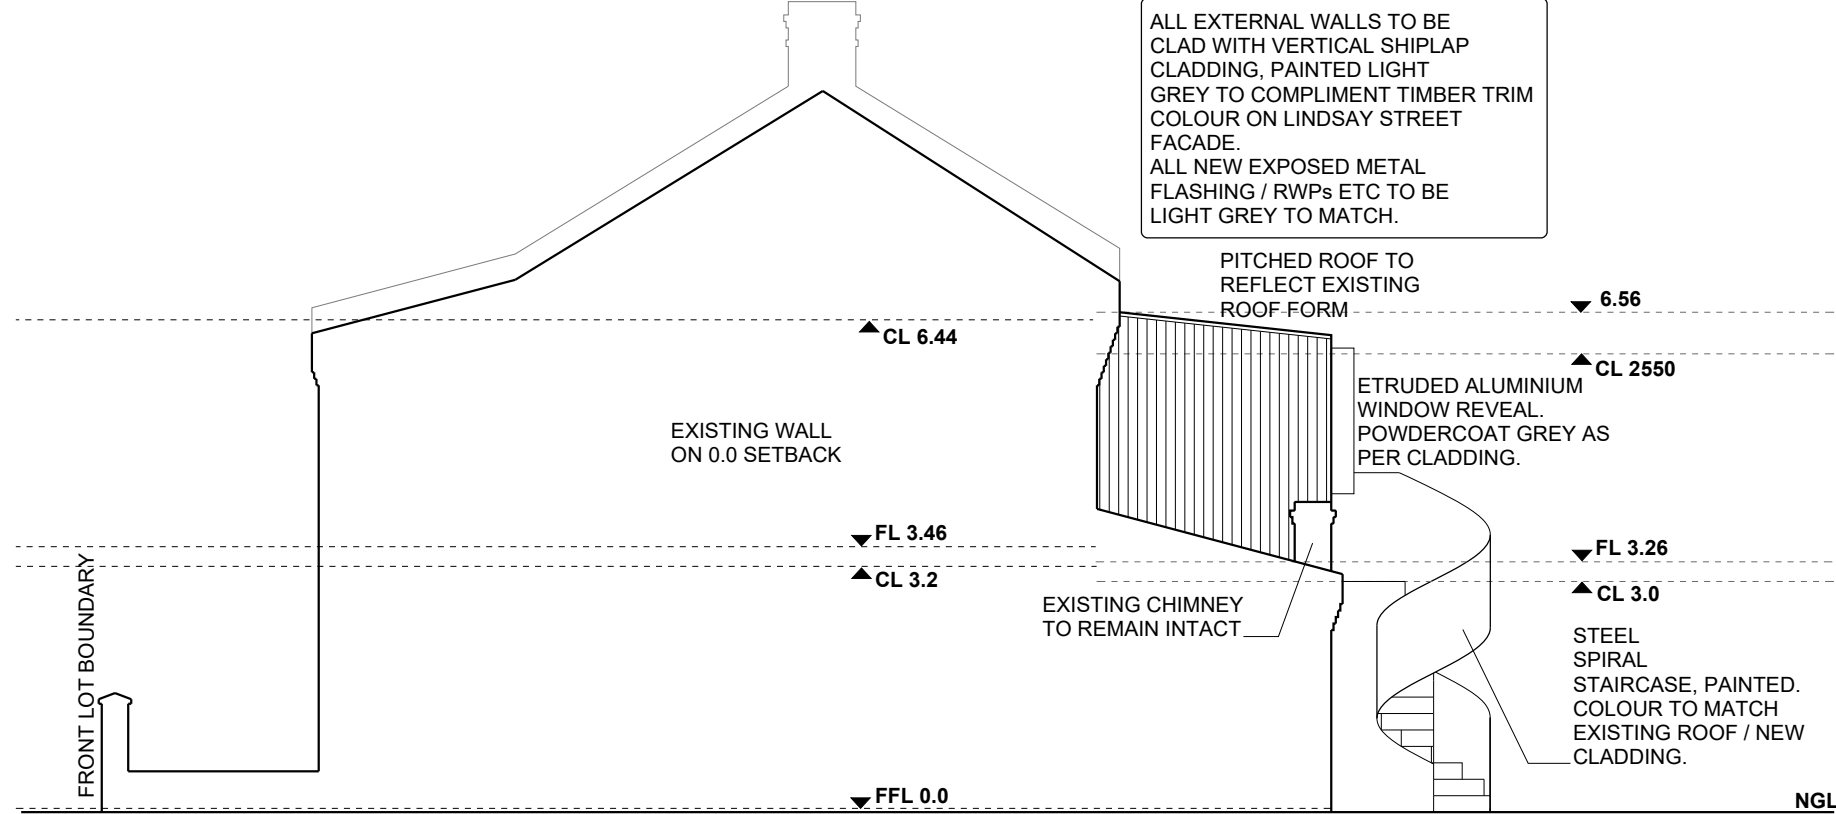 ALL EXTERNAL WALLS TO BE
CLAD WITH VERTICAL SHIPLAP
CLADDING, PAINTED LIGHT
GREY TO COMPLIMENT TIMBER TRIM
COLOUR ON LINDSAY STREET
FACADE.
ALL NEW EXPOSED METAL
FLASHING / RWPs ETC TO BE
LIGHT GREY TO MATCH.
PITCHED ROOF TO
REFLECT EXISTING
ROOF FORM
6.56
CL 6.44
CL 2550
ETRUDED ALUMINIUM
WINDOW REVEAL.
POWDERCOAT GREY AS
PER CLADDING.
EXISTING WALL
ON 0.0 SETBACK
FL 3.46
CL 3.2
FL 3.26
CL 3.0
EXISTING CHIMNEY
TO REMAIN INTACT
STEEL
SPIRAL
STAIRCASE, PAINTED.
COLOUR TO MATCH
EXISTING ROOF / NEW
CLADDING.
FRONT LOT BOUNDARY
FFL 0.0
NGL